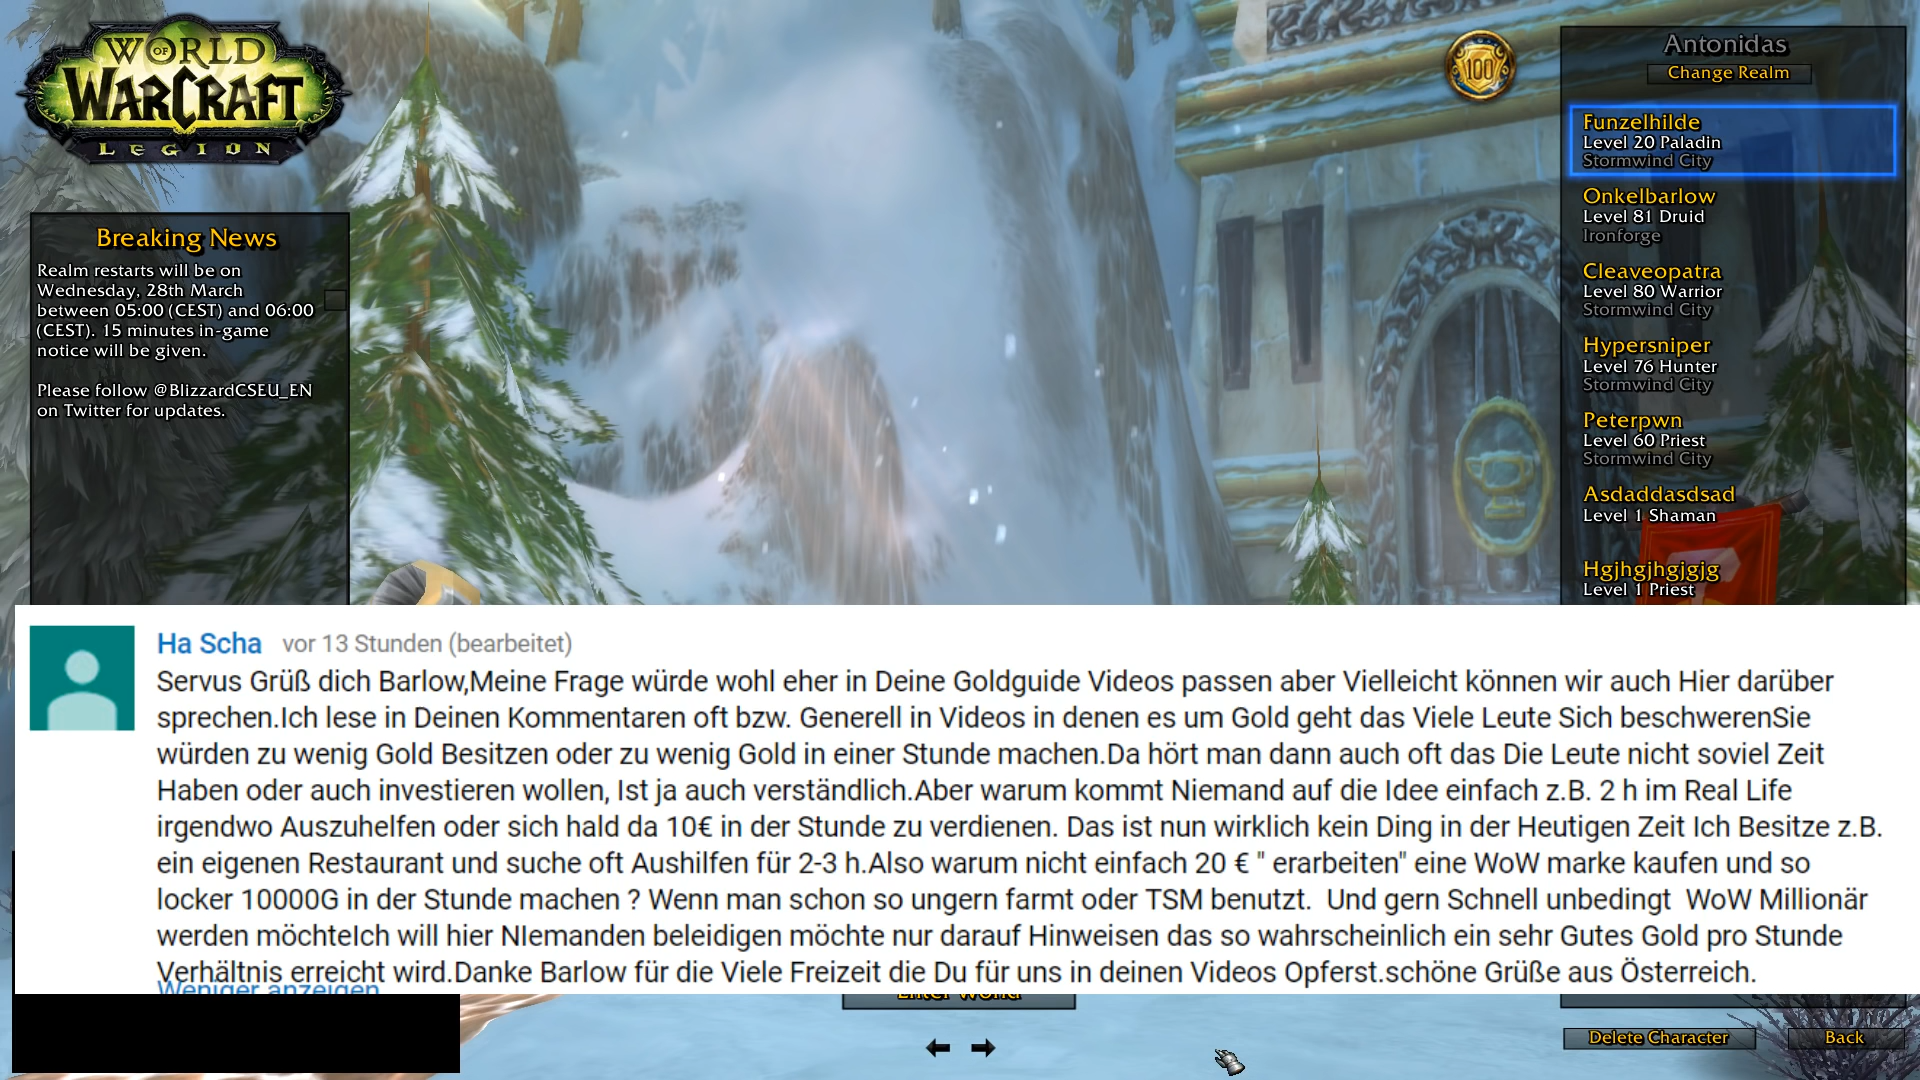 WORLD OF
WARCRAFT
LEGION
Breaking News
Realm restarts will be on
Wednesday, 28th March
between 05:00 (CEST) and 06:00
(CEST). 15 minutes in-game
notice will be given.
Please follow @BlizzardCSEU_EN
on Twitter for updates.
100
Antonidas
Change Realm
Funzelhilde
Level 20 Paladin
Stormwind City
Onkelbarlow
Level 81 Druid
Ironforge
Cleaveopatra
Level 80 Warrior
Stormwind City
Hypersniper
Level 76 Hunter
Stormwind City
Peterpwn
Level 60 Priest
Stormwind City
Asdaddasdsad
Level 1 Shaman
Hgjhgjhgjgjg
Level 1 Priest
Ha Scha vor 13 Stunden (bearbeitet)
Servus Grüß dich Barlow,Meine Frage würde wohl eher in Deine Goldguide Videos passen aber Vielleicht können wir auch Hier darüber
sprechen.Ich lese in Deinen Kommentaren oft bzw. Generell in Videos in denen es um Gold geht das Viele Leute Sich beschwerenSie
würden zu wenig Gold Besitzen oder zu wenig Gold in einer Stunde machen.Da hört man dann auch oft das Die Leute nicht soviel Zeit
Haben oder auch investieren wollen, Ist ja auch verständlich.Aber warum kommt Niemand auf die Idee einfach z.B. 2 h im Real Life
irgendwo Auszuhelfen oder sich hald da 10€ in der Stunde zu verdienen. Das ist nun wirklich kein Ding in der Heutigen Zeit Ich Besitze z.B.
ein eigenen Restaurant und suche oft Aushilfen für 2-3 h.Also warum nicht einfach 20 € " erarbeiten" eine WoW marke kaufen und so
locker 10000G in der Stunde machen ? Wenn man schon so ungern farmt oder TSM benutzt.  Und gern Schnell unbedingt  WoW Millionär
werden möchteIch will hier NIemanden beleidigen möchte nur darauf Hinweisen das so wahrscheinlich ein sehr Gutes Gold pro Stunde
Verhältnis erreicht wird.Danke Barlow für die Viele Freizeit die Du für uns in deinen Videos Opferst.schöne Grüße aus Österreich.
Weniger anzeigen
Enter World
Delete Character
Back